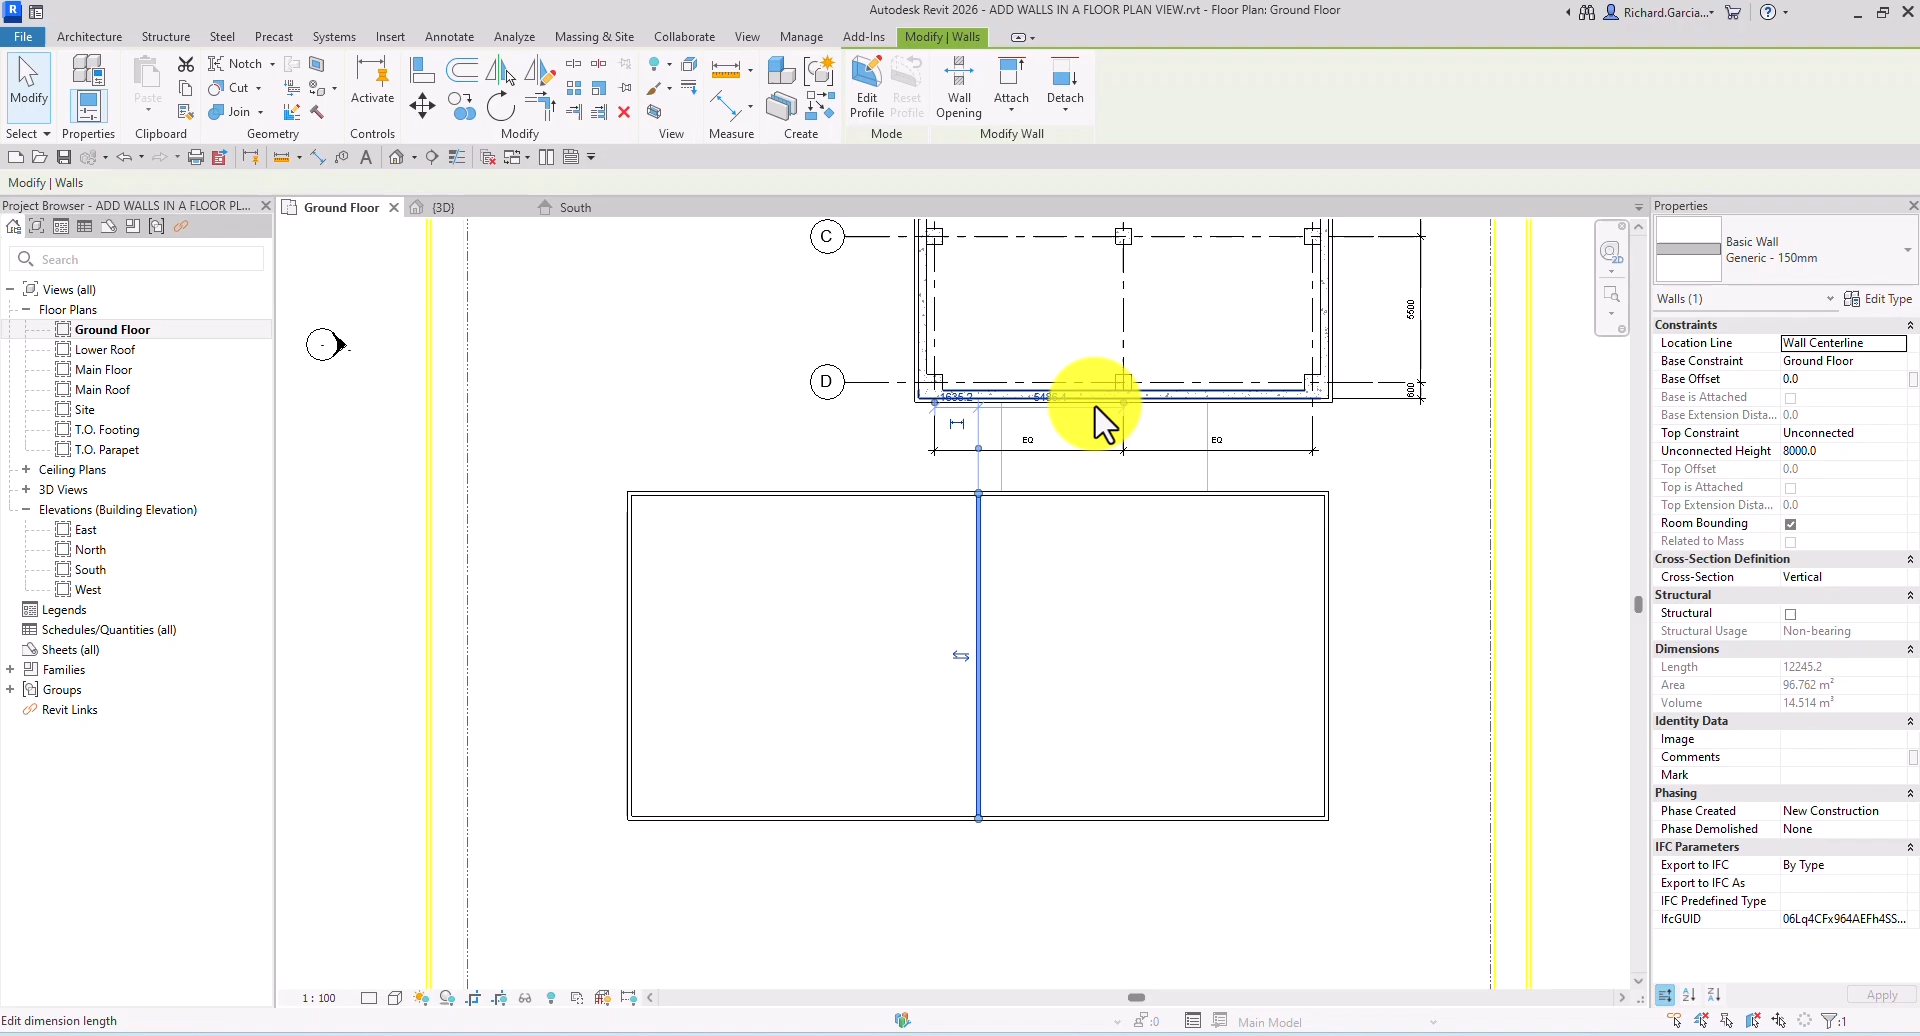 Autodesk Revit 2026 - ADD WALLS IN A FLOOR PLAN VIEW.rvt - Floor Plan: Ground Floor
Richard.Garcia...
File Architecture Structure Steel Precast Systems Insert Annotate Analyze Massing & Site Collaborate View Manage Add-Ins Modify | Walls
Modify
Paste
Notch
Cut
Join
Activate
Edit Profile
Reset Profile
Wall Opening
Attach
Detach
Select Properties Clipboard Geometry Controls Modify View Measure Create Mode Modify Wall
Modify | Walls
Project Browser - ADD WALLS IN A FLOOR PL...
Search
Views (all)
Floor Plans
Ground Floor
Lower Roof
Main Floor
Main Roof
Site
T.O. Footing
T.O. Parapet
Ceiling Plans
3D Views
Elevations (Building Elevation)
East
North
South
West
Legends
Schedules/Quantities (all)
Sheets (all)
Families
Groups
Revit Links
Ground Floor {3D} South
C
D
5500
600
1635.2
EQ EQ
1 : 100
Properties
Basic Wall
Generic - 150mm
Walls (1) Edit Type
Constraints
Location Line Wall Centerline
Base Constraint Ground Floor
Base Offset 0.0
Base is Attached
Base Extension Dista... 0.0
Top Constraint Unconnected
Unconnected Height 8000.0
Top Offset 0.0
Top is Attached
Top Extension Dista... 0.0
Room Bounding
Related to Mass
Cross-Section Definition
Cross-Section Vertical
Structural
Structural
Structural Usage Non-bearing
Dimensions
Length 12245.2
Area 96.762 m²
Volume 14.514 m³
Identity Data
Image
Comments
Mark
Phasing
Phase Created New Construction
Phase Demolished None
IFC Parameters
Export to IFC By Type
Export to IFC As
IFC Predefined Type
IfcGUID 06Lq4CFx964AEFh4SS...
Apply
Edit dimension length
:0
Main Model
:1